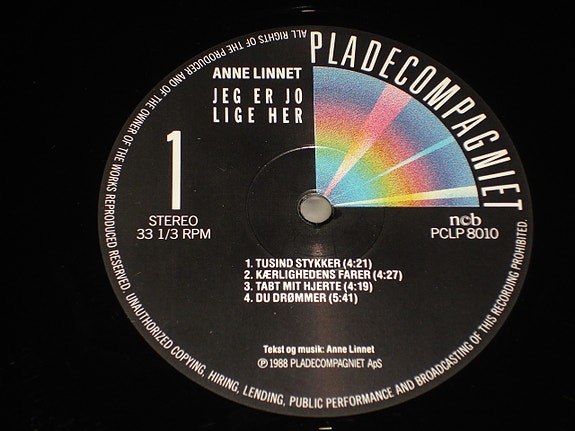 PLADECOMPAGNIET
ANNE LINNET
JEG ER JO
LIGE HER
1
STEREO
33 1/3 RPM
ncb
PCLP 8010
1. TUSIND STYKKER (4:21)
2. KÆRLIGHEDENS FARER (4:27)
3. TABT MIT HJERTE (4:19)
4. DU DRØMMER (5:41)
Tekst og musik: Anne Linnet
Ⓟ 1988 PLADECOMPAGNIET ApS
ALL RIGHTS OF THE PRODUCER AND OF THE OWNER OF THE WORKS REPRODUCED RESERVED. UNAUTHORIZED COPYING, HIRING, LENDING, PUBLIC PERFORMANCE AND BROADCASTING OF THIS RECORDING PROHIBITED.